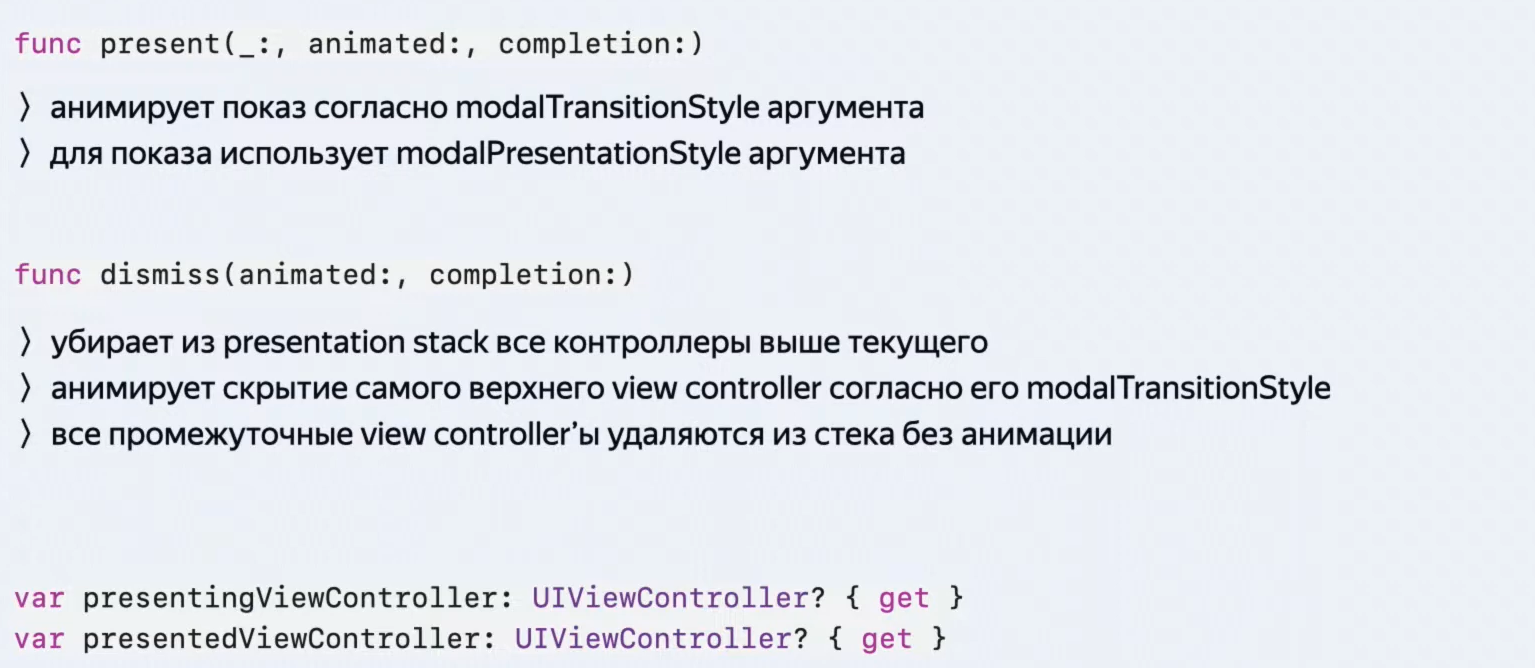 func present(_:, animated:, completion:)
〉 анимирует показ согласно modalTransitionStyle аргумента
〉 для показа использует modalPresentationStyle аргумента
func dismiss(animated:, completion:)
〉 убирает из presentation stack все контроллеры выше текущего
〉 анимирует скрытие самого верхнего view controller согласно его modalTransitionStyle
〉 все промежуточные view controller’ы удаляются из стека без анимации
var presentingViewController: UIViewController? { get }
var presentedViewController: UIViewController? { get }